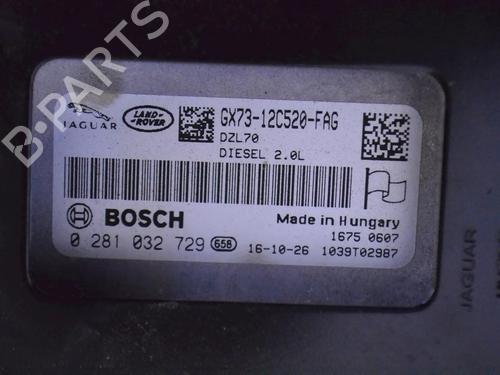 B-PARTS
JAGUAR
LAND-
ROVER
GX73-12C520-FAG
DZL70
DIESEL 2.0L
BOSCH
Made in Hungary
0 281 032 729 G58
1675 0607
16-10-26 1039T02987
JAGUAR